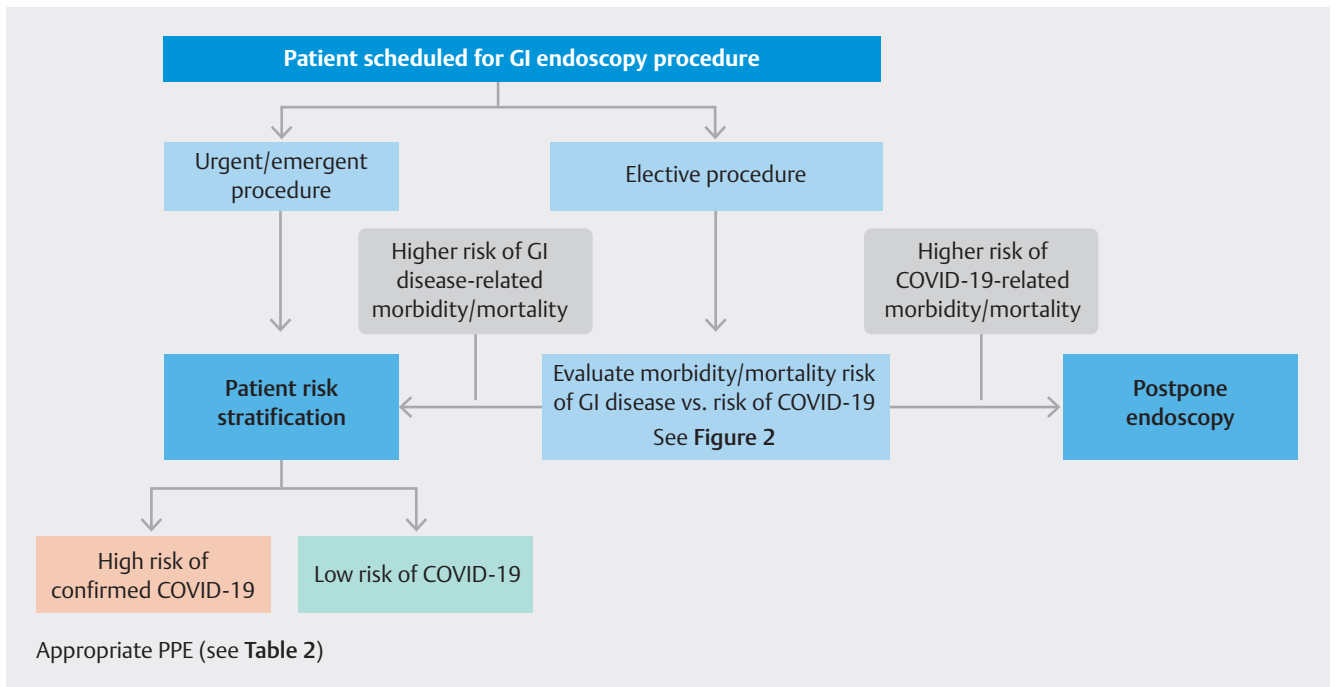 Patient scheduled for GI endoscopy procedure
Urgent/emergent
procedure
Elective procedure
Higher risk of GI
disease-related
morbidity/mortality
Higher risk of
COVID-19-related
morbidity/mortality
Patient risk
stratification
Evaluate morbidity/mortality risk
of GI disease vs. risk of COVID-19
See Figure 2
Postpone
endoscopy
High risk of
confirmed COVID-19
Low risk of COVID-19
Appropriate PPE (see Table 2)